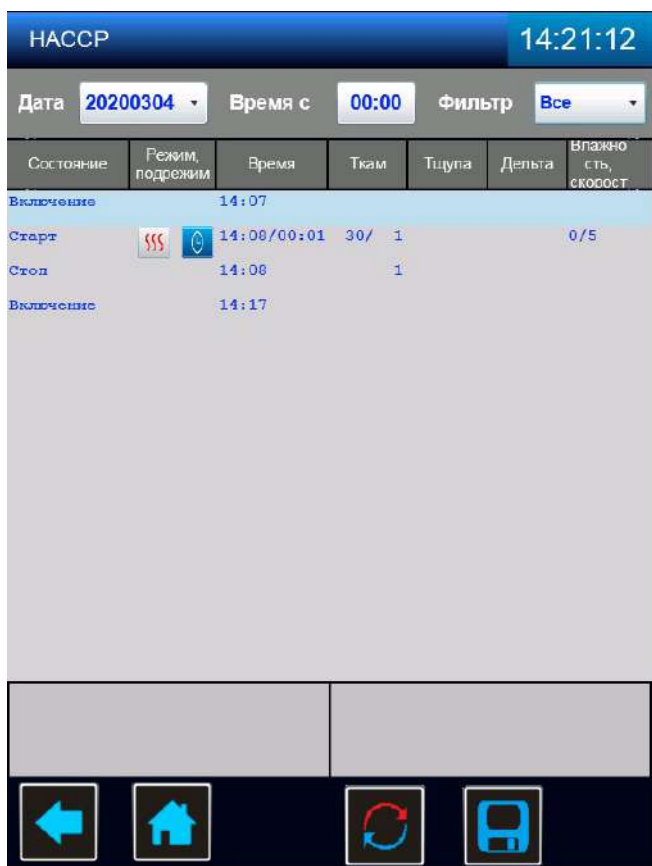 НАССР 14:21:12
Дата 20200304 Время с 00:00 Фильтр Все
Состояние Режим, подрежим Время Ткам Тщупа Дельта Влажно сть, скорост
Включение 14:07
Старт 14:08/00:01 30/ 1 0/5
Стоп 14:08 1
Включение 14:17